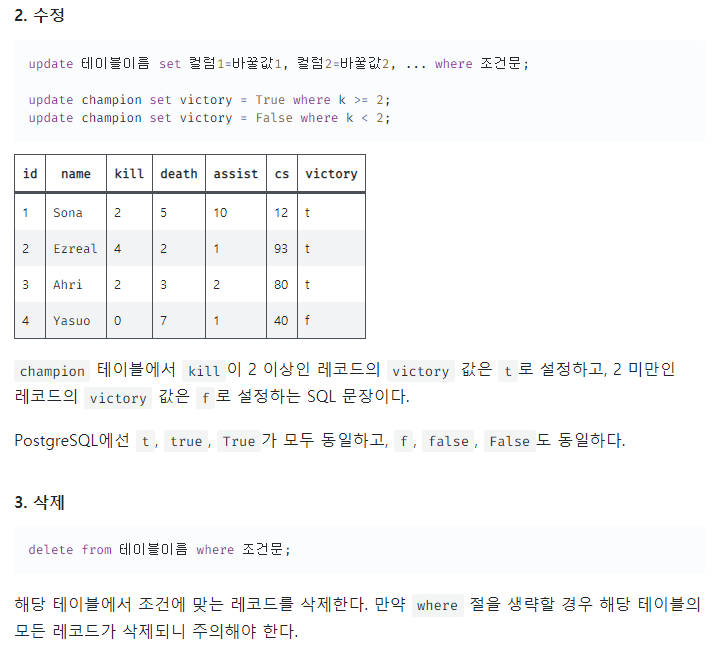 2. 수정
update 테이블이름 set 컬럼1=바꿀값1, 컬럼2=바꿀값2, ... where 조건문;
update champion set victory = True where k >= 2;
update champion set victory = False where k < 2;
id name kill death assist cs victory
1 Sona 2 5 10 12 t
2 Ezreal 4 2 1 93 t
3 Ahri 2 3 2 80 t
4 Yasuo 0 7 1 40 f
champion 테이블에서 kill 이 2 이상인 레코드의 victory 값은 t 로 설정하고, 2 미만인
레코드의 victory 값은 f 로 설정하는 SQL 문장이다.
PostgreSQL에선 t, true, True 가 모두 동일하고, f, false, False 도 동일하다.
3. 삭제
delete from 테이블이름 where 조건문;
해당 테이블에서 조건에 맞는 레코드를 삭제한다. 만약 where 절을 생략할 경우 해당 테이블의
모든 레코드가 삭제되니 주의해야 한다.